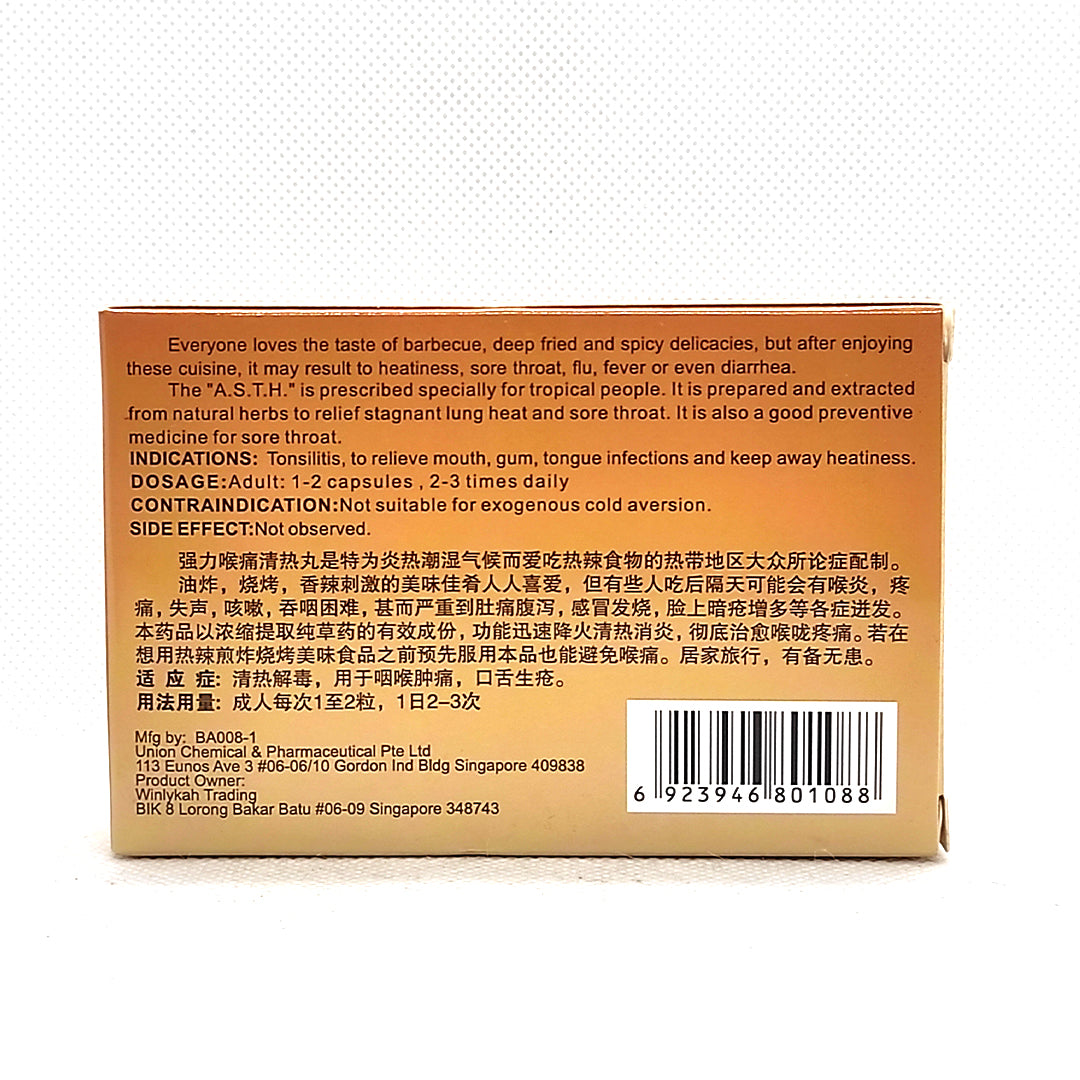 Everyone loves the taste of barbecue, deep fried and spicy delicacies, but after enjoying
these cuisine, it may result to heatiness, sore throat, flu, fever or even diarrhea.
The "A.S.T.H." is prescribed specially for tropical people. It is prepared and extracted
from natural herbs to relief stagnant lung heat and sore throat. It is also a good preventive
medicine for sore throat.
INDICATIONS: Tonsilitis, to relieve mouth, gum, tongue infections and keep away heatiness.
DOSAGE:Adult: 1-2 capsules , 2-3 times daily
CONTRAINDICATION:Not suitable for exogenous cold aversion.
SIDE EFFECT:Not observed.
强力喉痛清热丸是特为炎热潮湿气候而爱吃热辣食物的热带地区大众所论症配制。
油炸，烧烤，香辣刺激的美味佳肴人人喜爱，但有些人吃后隔天可能会有喉炎，疼
痛，失声，咳嗽，吞咽困难，甚而严重到肚痛腹泻，感冒发烧，脸上暗疮增多等各症迸发。
本药品以浓缩提取纯草药的有效成份，功能迅速降火清热消炎，彻底治愈喉咙疼痛。若在
想用热辣煎炸烧烤美味食品之前预先服用本品也能避免喉痛。居家旅行，有备无患。
适 应 症：清热解毒，用于咽喉肿痛，口舌生疮。
用法用量：成人每次1至2粒，1日2–3次
Mfg by: BA008-1
Union Chemical & Pharmaceutical Pte Ltd
113 Eunos Ave 3 #06-06/10 Gordon Ind Bldg Singapore 409838
Product Owner:
Winlykah Trading
BIK 8 Lorong Bakar Batu #06-09 Singapore 348743
6 923946 801088